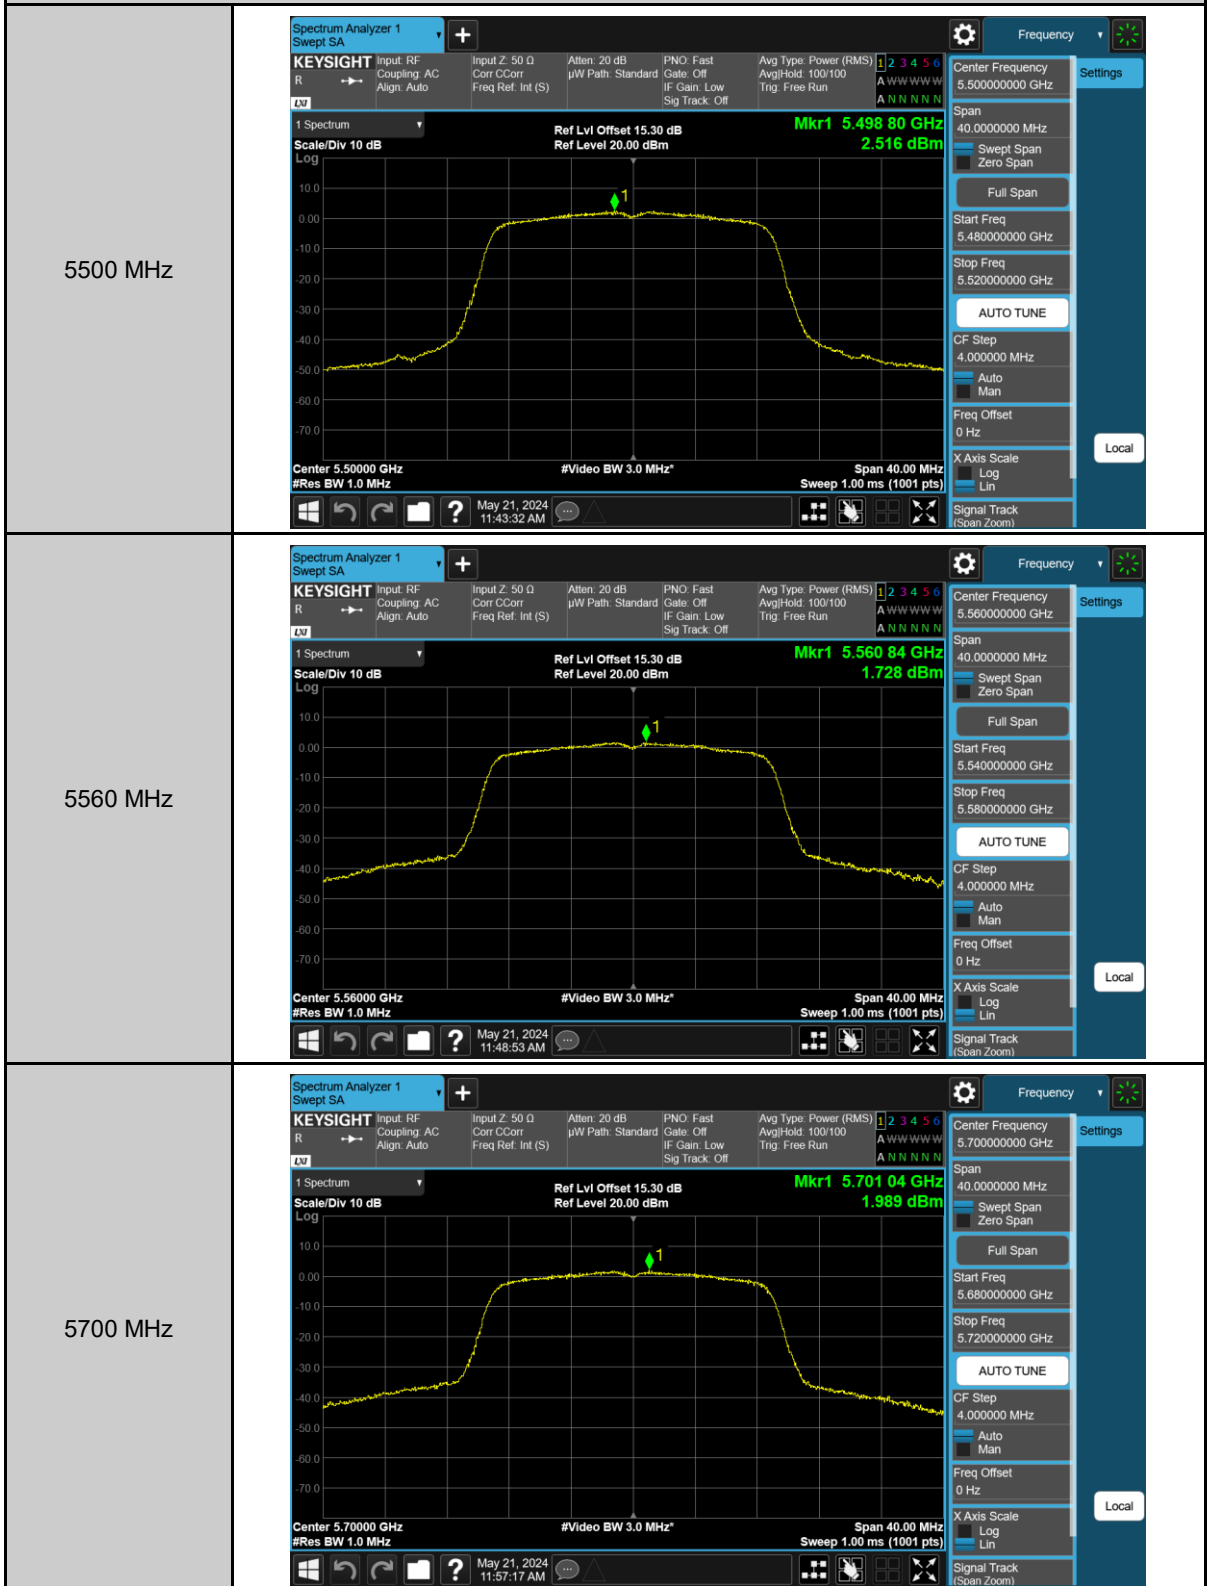 5500 MHz
Spectrum Analyzer 1
Swept SA
+
Frequency
KEYSIGHT
R
LXI
Input: RF
Coupling: AC
Align: Auto
Input Z: 50 Ω
Corr CCorr
Freq Ref: Int (S)
Atten: 20 dB
µW Path: Standard
PNO: Fast
Gate: Off
IF Gain: Low
Sig Track: Off
Avg Type: Power (RMS)
Avg|Hold: 100/100
Trig: Free Run
1 2 3 4 5 6
A W W W W W
A N N N N N
1 Spectrum
Scale/Div 10 dB
Log
Ref Lvl Offset 15.30 dB
Ref Level 20.00 dBm
Mkr1 5.498 80 GHz
2.516 dBm
10.0
0.00
-10.0
-20.0
-30.0
-40.0
-50.0
-60.0
-70.0
1
Center 5.50000 GHz
#Res BW 1.0 MHz
#Video BW 3.0 MHz*
Span 40.00 MHz
Sweep 1.00 ms (1001 pts)
?
May 21, 2024
11:43:32 AM
Center Frequency
5.500000000 GHz
Settings
Span
40.0000000 MHz
Swept Span
Zero Span
Full Span
Start Freq
5.480000000 GHz
Stop Freq
5.520000000 GHz
AUTO TUNE
CF Step
4.000000 MHz
Auto
Man
Freq Offset
0 Hz
X Axis Scale
Log
Lin
Local
Signal Track
(Span Zoom)
5560 MHz
Spectrum Analyzer 1
Swept SA
+
Frequency
KEYSIGHT
R
LXI
Input: RF
Coupling: AC
Align: Auto
Input Z: 50 Ω
Corr CCorr
Freq Ref: Int (S)
Atten: 20 dB
µW Path: Standard
PNO: Fast
Gate: Off
IF Gain: Low
Sig Track: Off
Avg Type: Power (RMS)
Avg|Hold: 100/100
Trig: Free Run
1 2 3 4 5 6
A W W W W W
A N N N N N
1 Spectrum
Scale/Div 10 dB
Log
Ref Lvl Offset 15.30 dB
Ref Level 20.00 dBm
Mkr1 5.560 84 GHz
1.728 dBm
10.0
0.00
-10.0
-20.0
-30.0
-40.0
-50.0
-60.0
-70.0
1
Center 5.56000 GHz
#Res BW 1.0 MHz
#Video BW 3.0 MHz*
Span 40.00 MHz
Sweep 1.00 ms (1001 pts)
?
May 21, 2024
11:48:53 AM
Center Frequency
5.560000000 GHz
Settings
Span
40.0000000 MHz
Swept Span
Zero Span
Full Span
Start Freq
5.540000000 GHz
Stop Freq
5.580000000 GHz
AUTO TUNE
CF Step
4.000000 MHz
Auto
Man
Freq Offset
0 Hz
X Axis Scale
Log
Lin
Local
Signal Track
(Span Zoom)
5700 MHz
Spectrum Analyzer 1
Swept SA
+
Frequency
KEYSIGHT
R
LXI
Input: RF
Coupling: AC
Align: Auto
Input Z: 50 Ω
Corr CCorr
Freq Ref: Int (S)
Atten: 20 dB
µW Path: Standard
PNO: Fast
Gate: Off
IF Gain: Low
Sig Track: Off
Avg Type: Power (RMS)
Avg|Hold: 100/100
Trig: Free Run
1 2 3 4 5 6
A W W W W W
A N N N N N
1 Spectrum
Scale/Div 10 dB
Log
Ref Lvl Offset 15.30 dB
Ref Level 20.00 dBm
Mkr1 5.701 04 GHz
1.989 dBm
10.0
0.00
-10.0
-20.0
-30.0
-40.0
-50.0
-60.0
-70.0
1
Center 5.70000 GHz
#Res BW 1.0 MHz
#Video BW 3.0 MHz*
Span 40.00 MHz
Sweep 1.00 ms (1001 pts)
?
May 21, 2024
11:57:17 AM
Center Frequency
5.700000000 GHz
Settings
Span
40.0000000 MHz
Swept Span
Zero Span
Full Span
Start Freq
5.680000000 GHz
Stop Freq
5.720000000 GHz
AUTO TUNE
CF Step
4.000000 MHz
Auto
Man
Freq Offset
0 Hz
X Axis Scale
Log
Lin
Local
Signal Track
(Span Zoom)